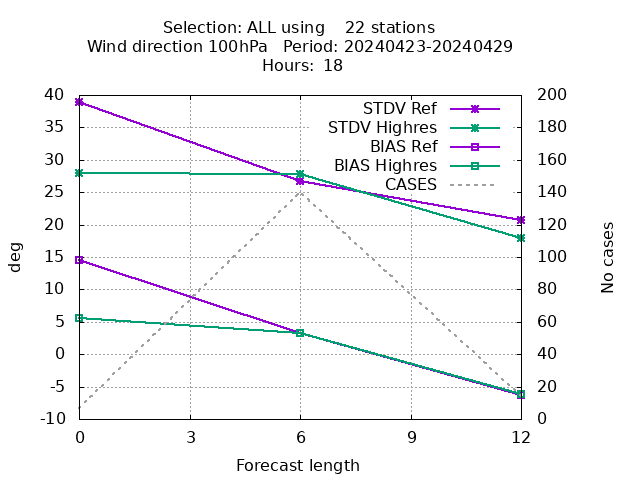 Selection: ALL using    22 stations
Wind direction 100hPa   Period: 20240423-20240429
Hours:  18
40 200
35 180
30 160
25 140
20 120
15 100
10 80
5 60
0 40
-5 20
-10 0
STDV Ref
STDV Highres
BIAS Ref
BIAS Highres
CASES
deg
No cases
0 3 6 9 12
Forecast length